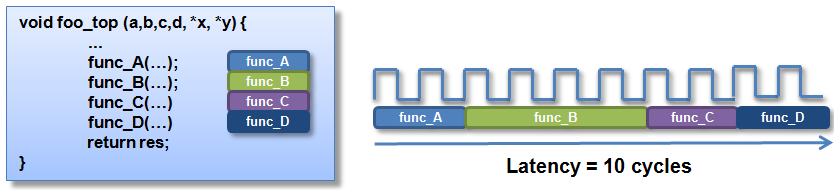 void foo_top (a,b,c,d, *x, *y) {
...
func_A(…);
func_B(…);
func_C(…)
func_D(…)
return res;
}
func_A
func_B
func_C
func_D
func_A func_B func_C func_D
Latency = 10 cycles